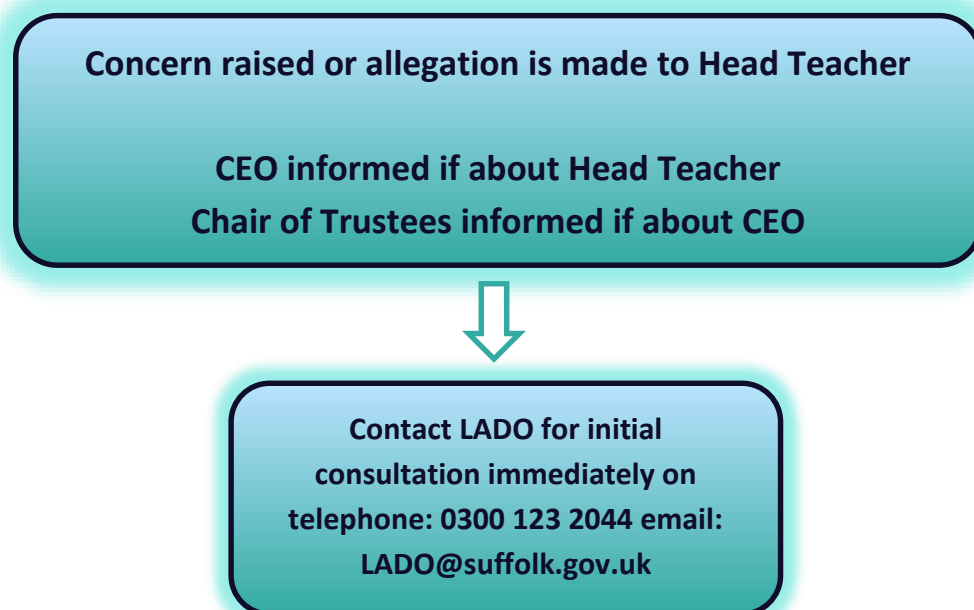 Concern raised or allegation is made to Head Teacher
CEO informed if about Head Teacher
Chair of Trustees informed if about CEO
Contact LADO for initial
consultation immediately on
telephone: 0300 123 2044 email:
LADO@suffolk.gov.uk